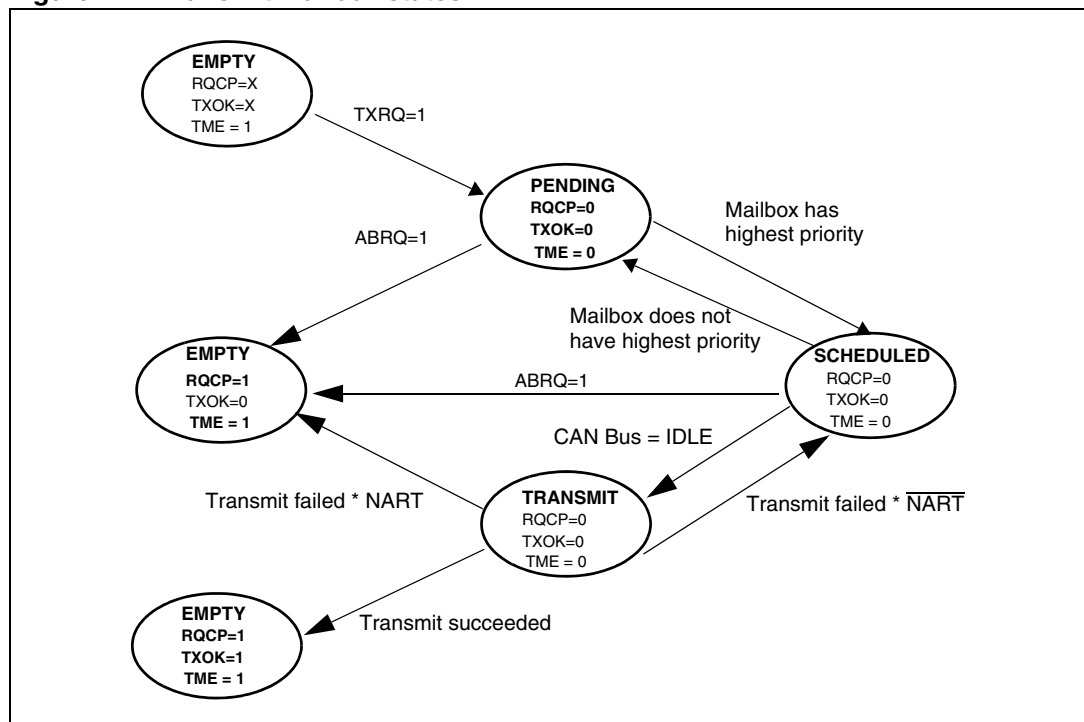 EMPTY
RQCP=X
TXOK=X
TME = 1
TXRQ=1
PENDING
RQCP=0
TXOK=0
TME = 0
Mailbox has
highest priority
ABRQ=1
Mailbox does not
have highest priority
EMPTY
RQCP=1
TXOK=0
TME = 1
SCHEDULED
RQCP=0
TXOK=0
TME = 0
ABRQ=1
CAN Bus = IDLE
Transmit failed * NART
TRANSMIT
RQCP=0
TXOK=0
TME = 0
Transmit failed * N̅A̅R̅T̅
EMPTY
RQCP=1
TXOK=1
TME = 1
Transmit succeeded